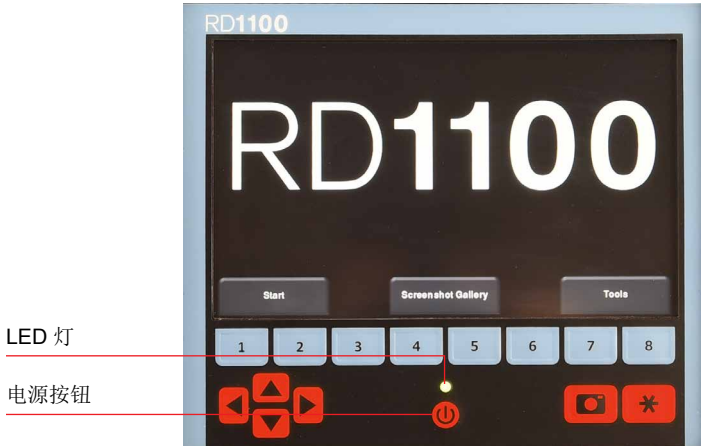 RD1100
RD1100
Start Screenshot Gallery Tools
1 2 3 4 5 6 7 8
LED 灯
电源按钮